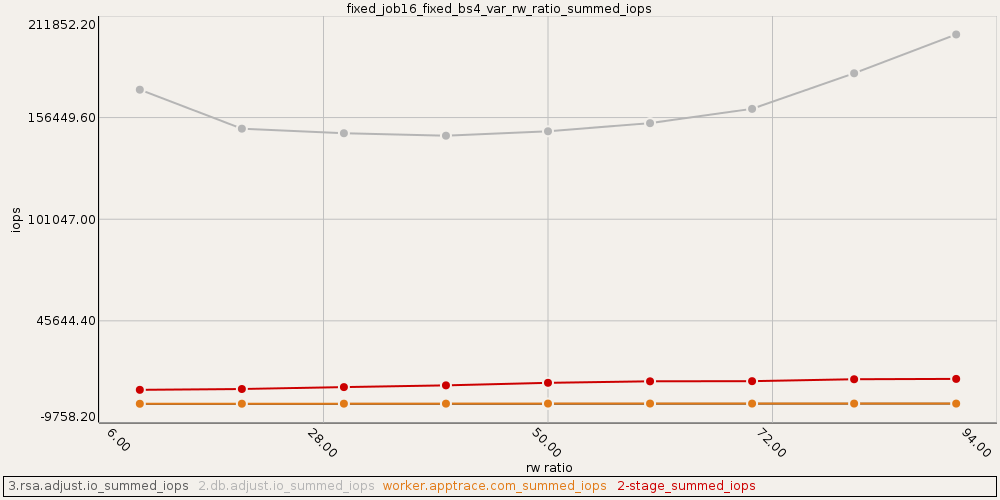 fixed_job16_fixed_bs4_var_rw_ratio_summed_iops
211852.20
156449.60
101047.00
45644.40
-9758.20
iops
6.00
28.00
50.00
72.00
94.00
rw ratio
3.rsa.adjust.io_summed_iops 2.db.adjust.io_summed_iops worker.apptrace.com_summed_iops 2-stage_summed_iops